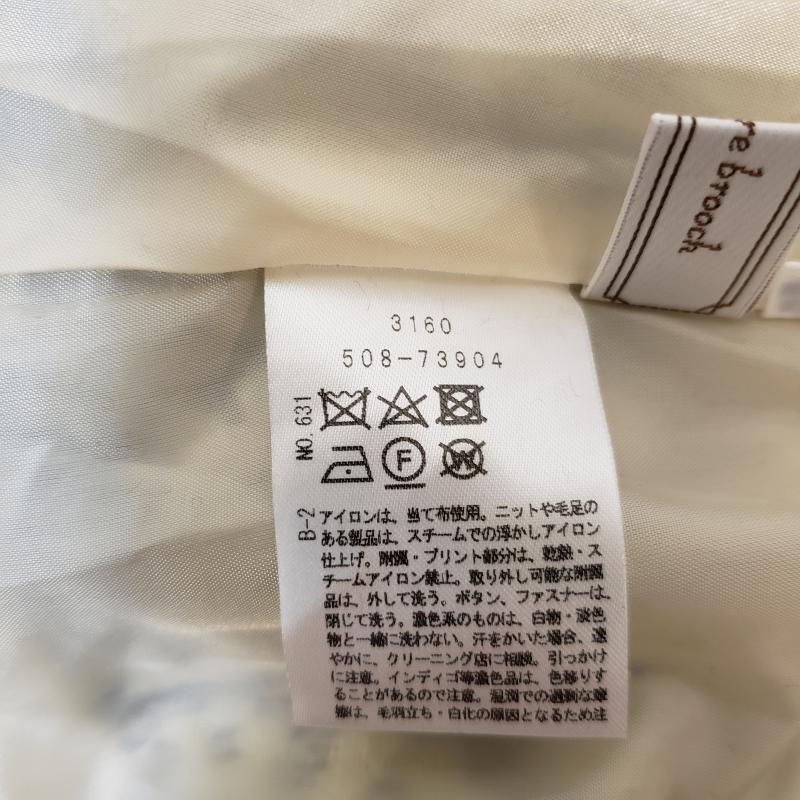 re brooch
3160
508-73904
NO. 631
F
W
B-2
アイロンは、当て布使用。ニットや毛足の
ある製品は、スチームでの浮かしアイロン
仕上げ。附属・プリント部分は、乾熱・ス
チームアイロン禁止。取り外し可能な附属
品は、外して洗う。ボタン、ファスナーは、
閉じて洗う。濃色系のものは、白物・淡色
物と一緒に洗わない。汗をかいた場合、速
やかに、クリーニング店に相談。引っかけ
に注意。インディゴ等濃色品は、色移りす
ることがあるので注意。湿潤での過剰な摩
擦は、毛羽立ち・白化の原因となるため注